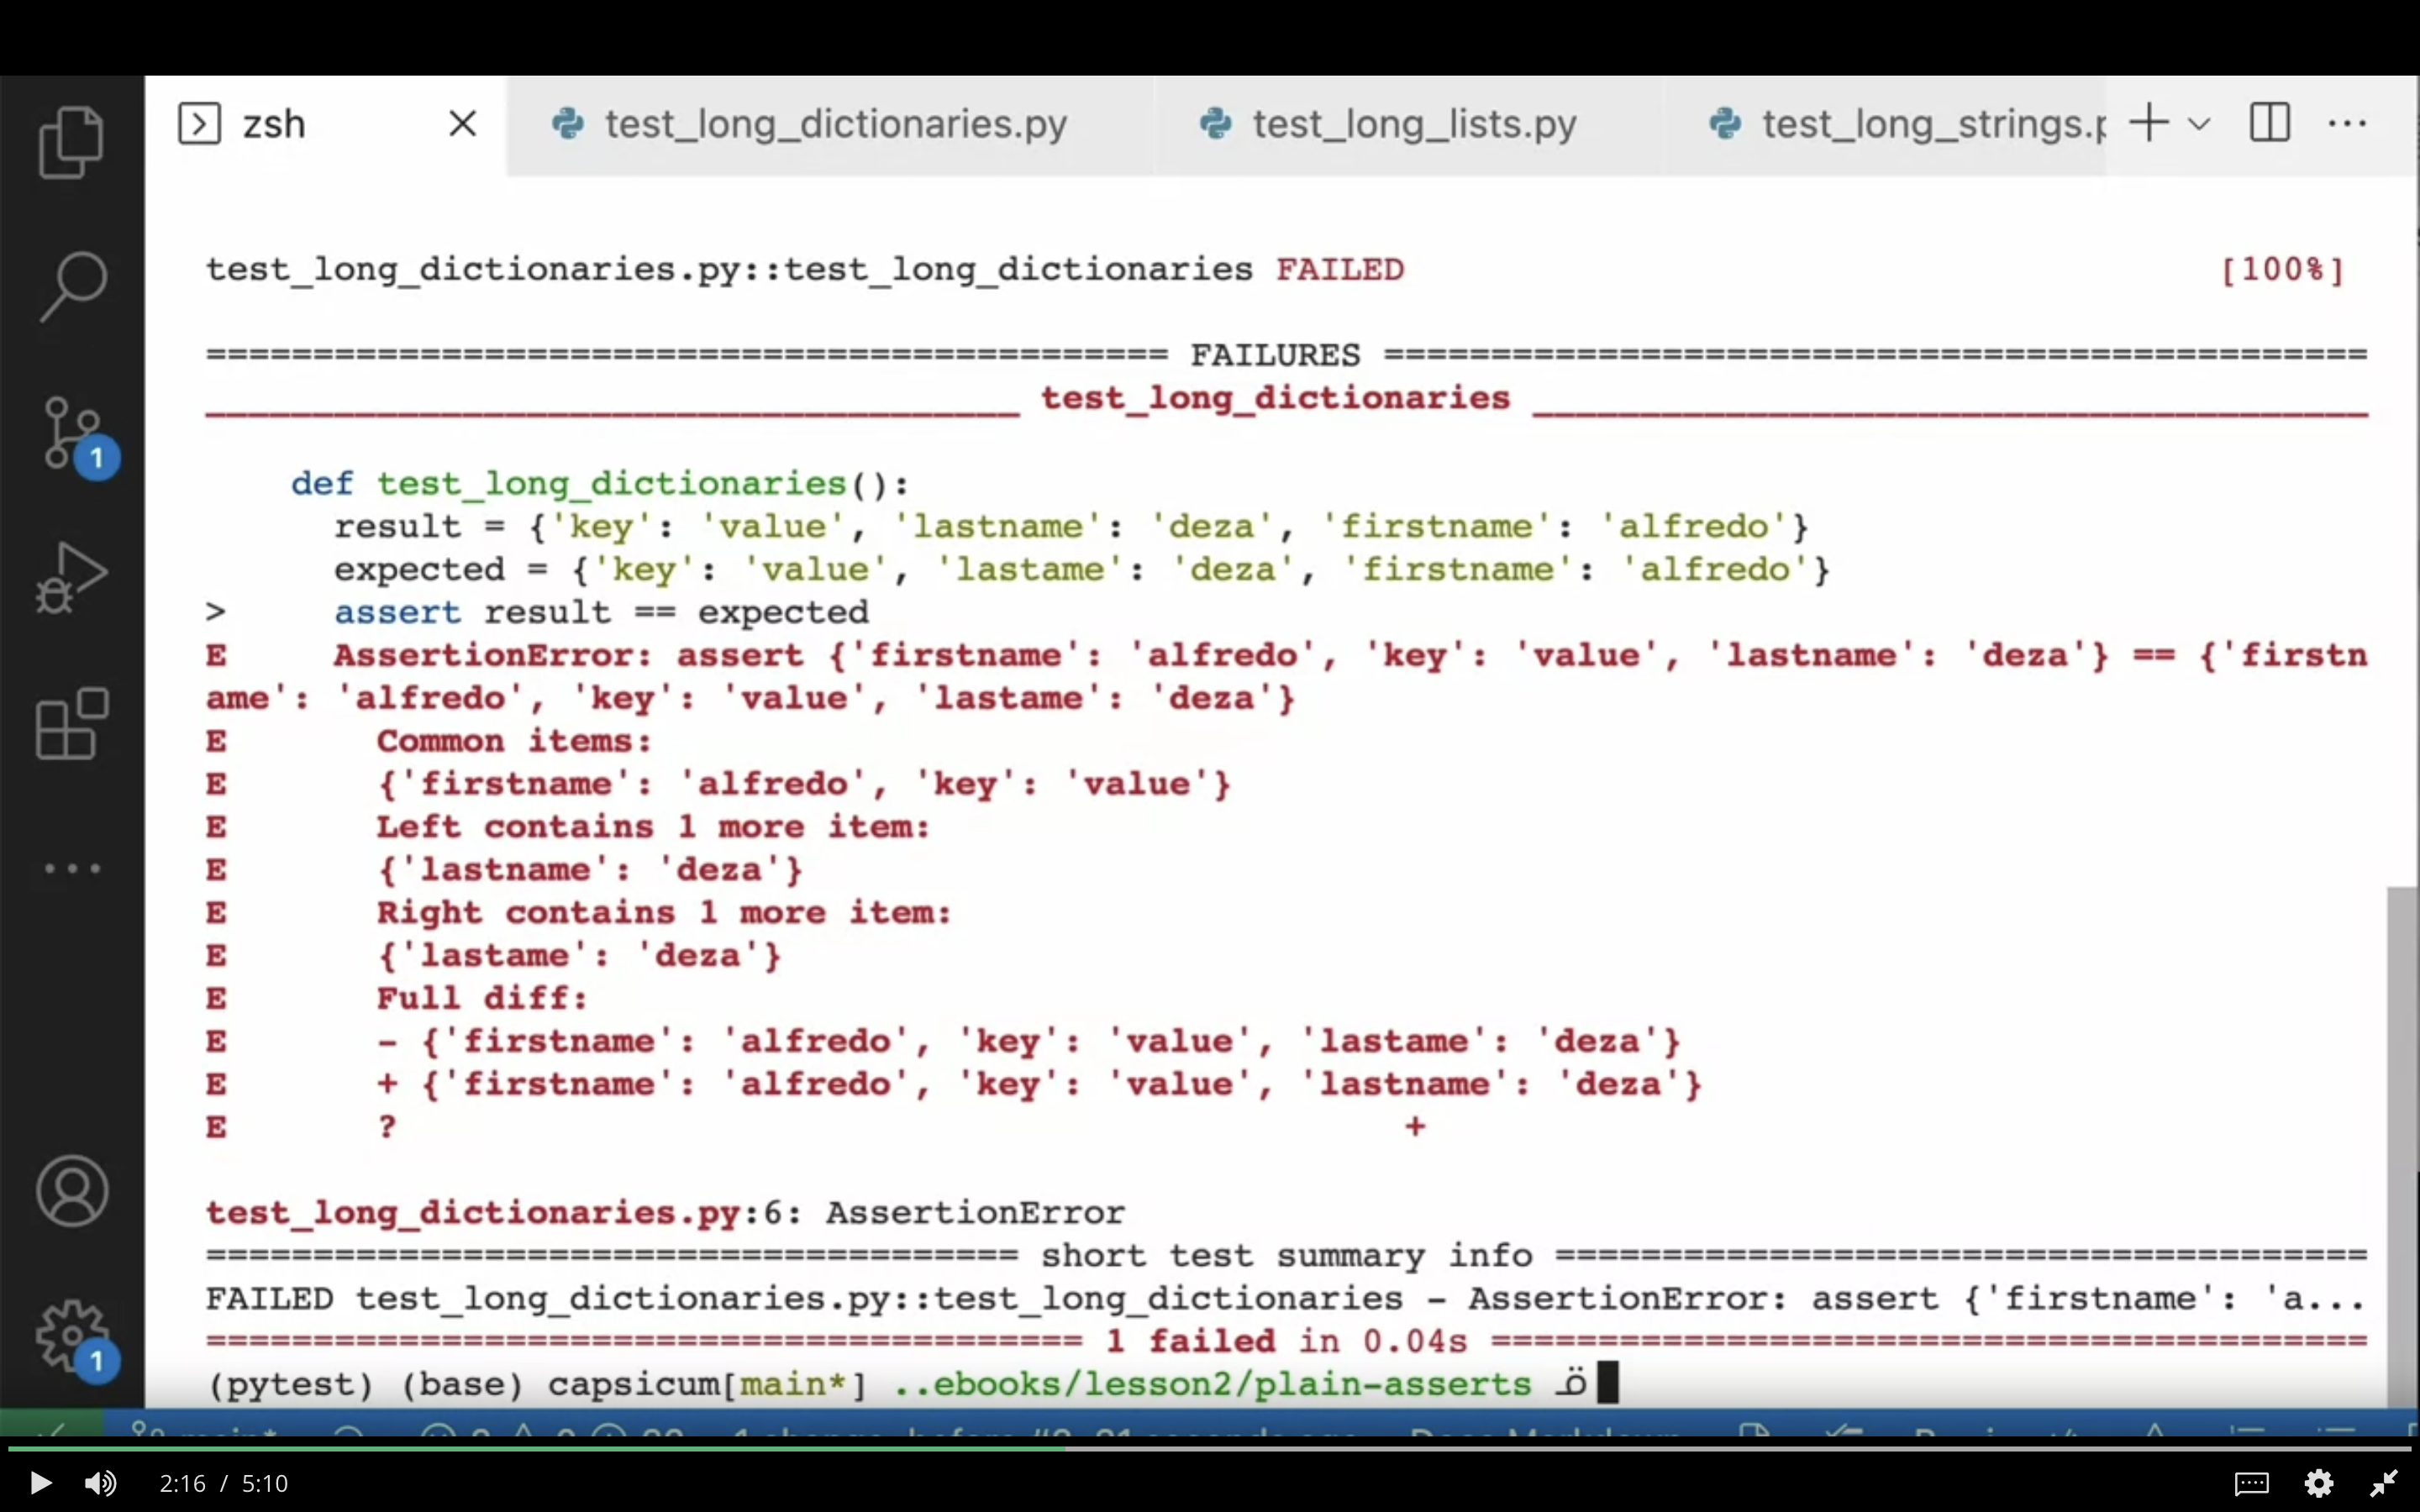 zsh
test_long_dictionaries.py
test_long_lists.py
test_long_strings.p
test_long_dictionaries.py::test_long_dictionaries FAILED [100%]
============================================= FAILURES ==============================================
______________________________________ test_long_dictionaries _______________________________________
def test_long_dictionaries():
result = {'key': 'value', 'lastname': 'deza', 'firstname': 'alfredo'}
expected = {'key': 'value', 'lastame': 'deza', 'firstname': 'alfredo'}
> assert result == expected
E AssertionError: assert {'firstname': 'alfredo', 'key': 'value', 'lastname': 'deza'} == {'firstn
ame': 'alfredo', 'key': 'value', 'lastame': 'deza'}
E Common items:
E {'firstname': 'alfredo', 'key': 'value'}
E Left contains 1 more item:
E {'lastname': 'deza'}
E Right contains 1 more item:
E {'lastame': 'deza'}
E Full diff:
E - {'firstname': 'alfredo', 'key': 'value', 'lastame': 'deza'}
E + {'firstname': 'alfredo', 'key': 'value', 'lastname': 'deza'}
E ? +
test_long_dictionaries.py:6: AssertionError
====================================== short test summary info ======================================
FAILED test_long_dictionaries.py::test_long_dictionaries - AssertionError: assert {'firstname': 'a...
========================================= 1 failed in 0.04s =========================================
(pytest) (base) capsicum[main*] ..ebooks/lesson2/plain-asserts
1
1
2:16 / 5:10